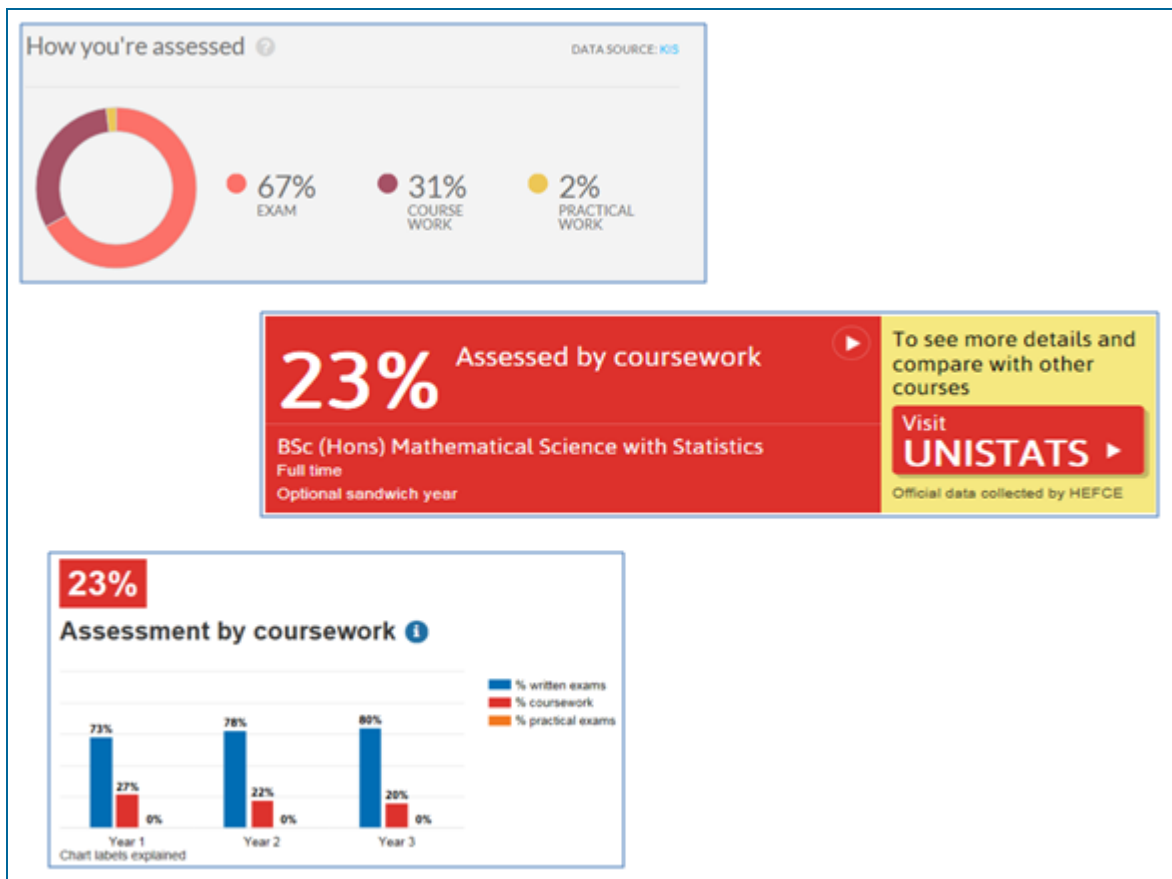 How you're assessed
DATA SOURCE: KIS
67%
EXAM
31%
COURSE
WORK
2%
PRACTICAL
WORK
23% Assessed by coursework
BSc (Hons) Mathematical Science with Statistics
Full time
Optional sandwich year
To see more details and
compare with other
courses
Visit
UNISTATS
Official data collected by HEFCE
23%
Assessment by coursework
% written exams
% coursework
% practical exams
73%
27%
0%
78%
22%
0%
80%
20%
0%
Year 1
Year 2
Year 3
Chart labels explained